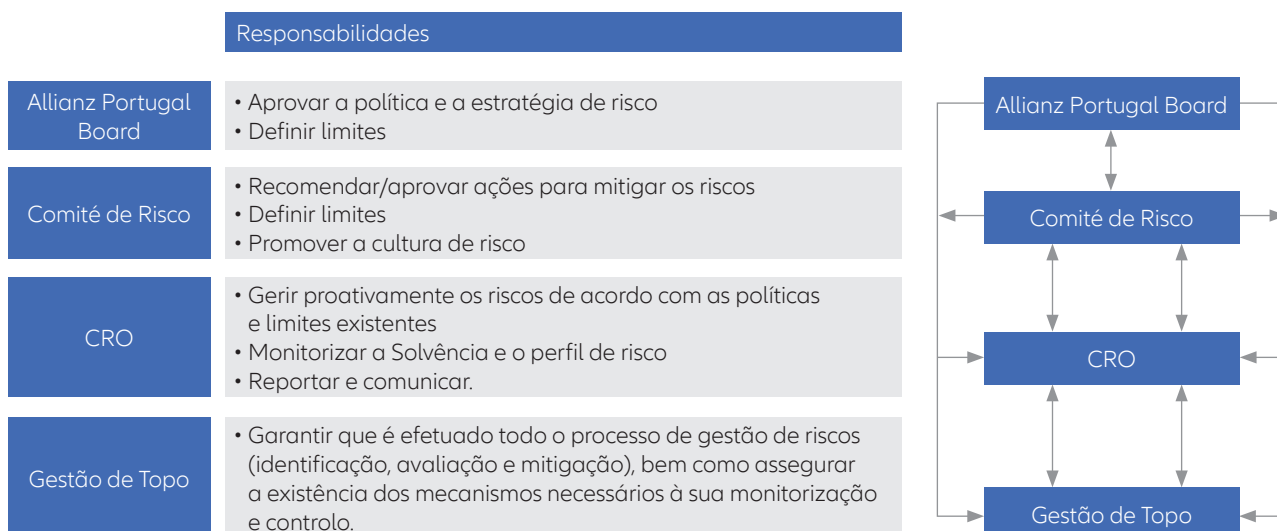 Responsabilidades
Allianz Portugal
Board
• Aprovar a política e a estratégia de risco
• Definir limites
Comité de Risco
• Recomendar/aprovar ações para mitigar os riscos
• Definir limites
• Promover a cultura de risco
CRO
• Gerir proativamente os riscos de acordo com as políticas
e limites existentes
• Monitorizar a Solvência e o perfil de risco
• Reportar e comunicar.
Gestão de Topo
• Garantir que é efetuado todo o processo de gestão de riscos
(identificação, avaliação e mitigação), bem como assegurar
a existência dos mecanismos necessários à sua monitorização
e controlo.
Allianz Portugal Board
Comité de Risco
CRO
Gestão de Topo